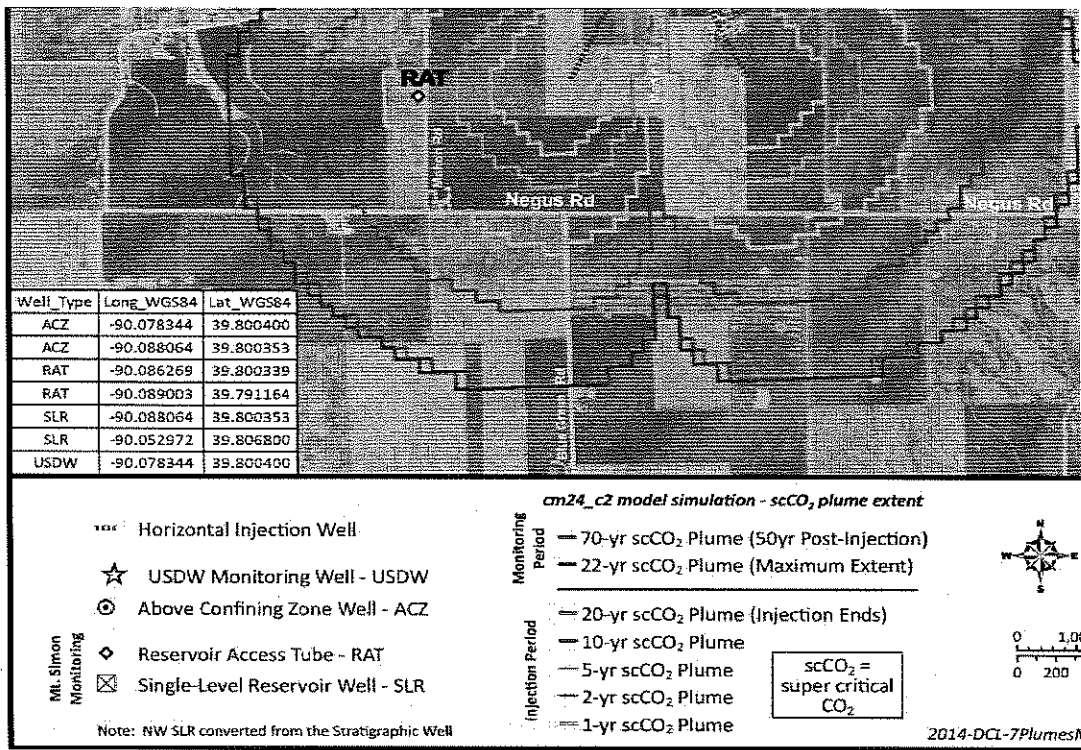 RAT
Negus Rd
Negus Rd
Well_Type Long_WGS84 Lat_WGS84
ACZ -90.078344 39.800400
ACZ -90.088064 39.800353
RAT -90.086269 39.800339
RAT -90.089003 39.791164
SLR -90.088064 39.800353
SLR -90.052972 39.806800
USDW -90.078344 39.800400
Horizontal Injection Well
USDW Monitoring Well - USDW
Above Confining Zone Well - ACZ
Mt. Simon
Monitoring
Reservoir Access Tube - RAT
Single-Level Reservoir Well - SLR
Note: NW SLR converted from the Stratigraphic Well
cm24_c2 model simulation - scCO₂ plume extent
Monitoring
Period
70-yr scCO₂ Plume (50yr Post-Injection)
22-yr scCO₂ Plume (Maximum Extent)
Injection Period
20-yr scCO₂ Plume (Injection Ends)
10-yr scCO₂ Plume
5-yr scCO₂ Plume
2-yr scCO₂ Plume
1-yr scCO₂ Plume
scCO₂ =
super critical
CO₂
N
W E
S
0 1,00
0 200
2014-DCL-7Plumes